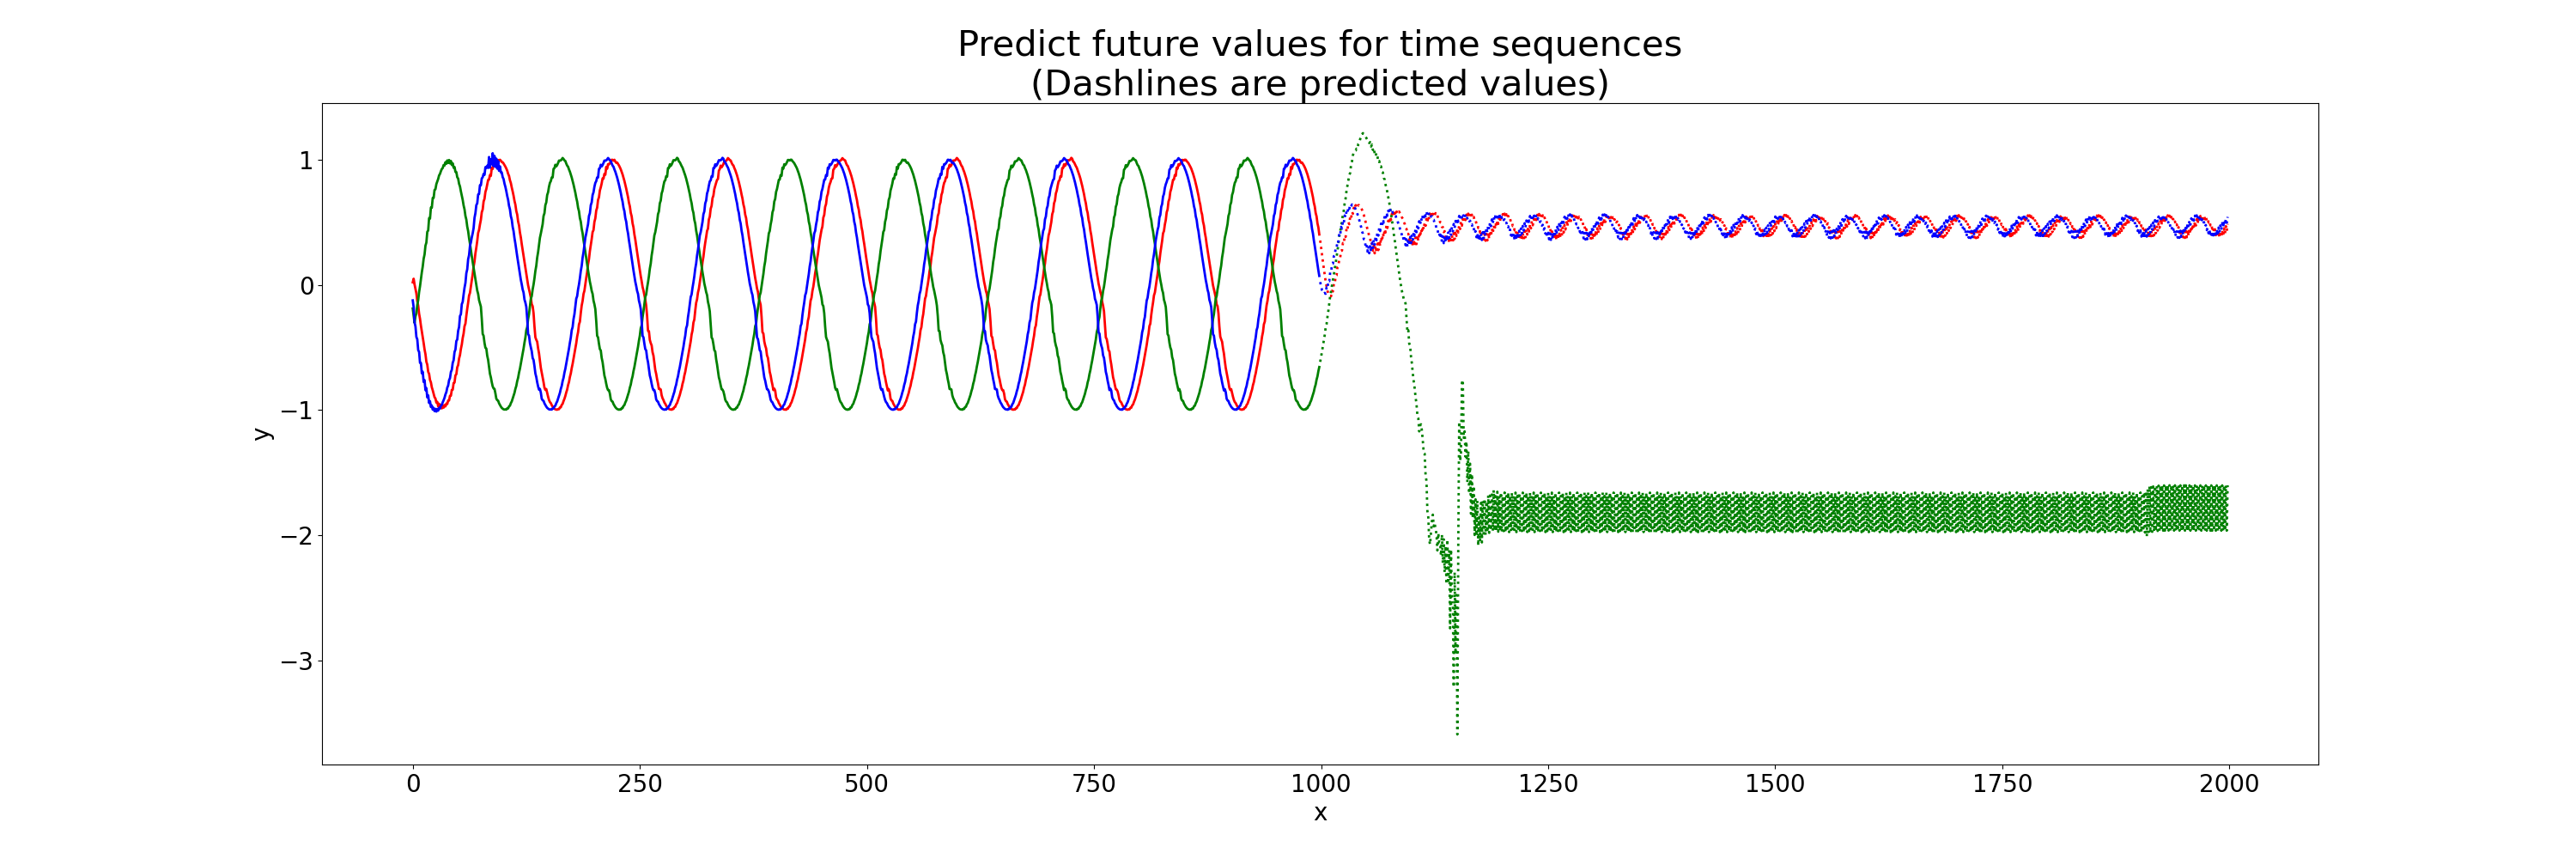 Predict future values for time sequences
(Dashlines are predicted values)
1
0
−1
−2
−3
y
0 250 500 750 1000 1250 1500 1750 2000
x